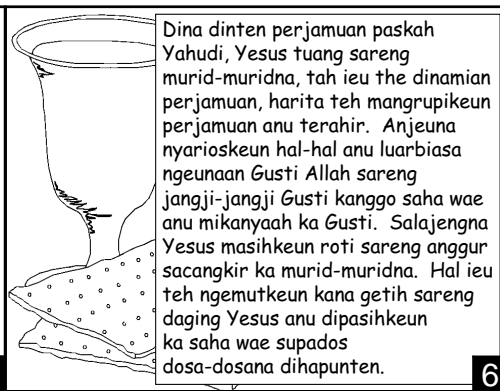 Dina dinten perjamuan paskah
Yahudi, Yesus tuang sareng
murid-muridna, tah ieu the dinamian
perjamuan, harita teh mangrupikeun
perjamuan anu terahir. Anjeuna
nyarioskeun hal-hal anu luarbiasa
ngeunaan Gusti Allah sareng
jangji-jangji Gusti kanggo saha wae
anu mikanyaah ka Gusti. Salajengna
Yesus masihkeun roti sareng anggur
sacangkir ka murid-muridna. Hal ieu
teh ngemutkeun kana getih sareng
daging Yesus anu dipasihkeun
ka saha wae supados
dosa-dosana dihapunten.
6